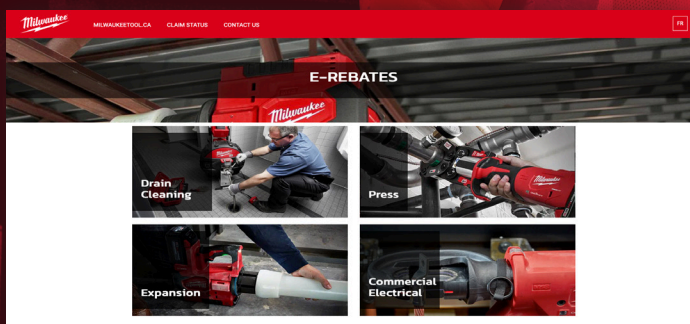 Milwaukee
MILWAUKEETOOL.CA
CLAIM STATUS
CONTACT US
FR
E-REBATES
Milwaukee
Drain
Cleaning
Press
Milwaukee
Expansion
Commercial
Electrical